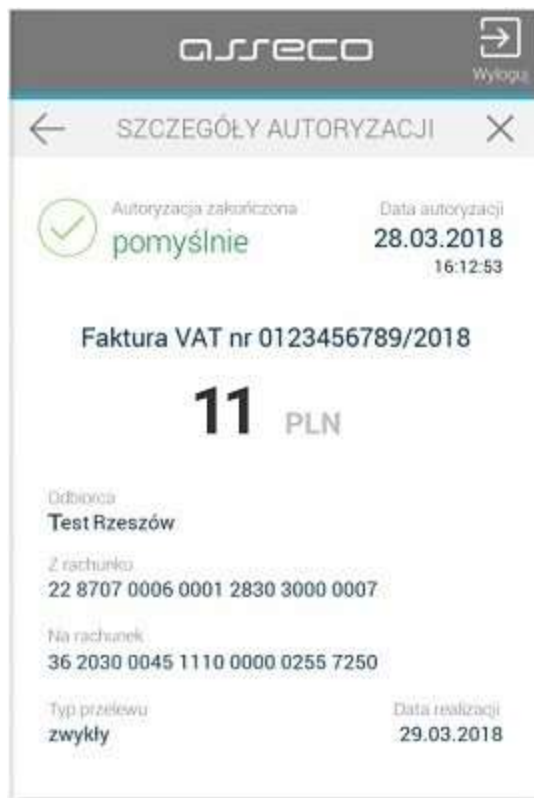 asseco
Wyloguj
SZCZEGÓŁY AUTORYZACJI
Autoryzacja zakończona
pomyślnie
Data autoryzacji
28.03.2018
16:12:53
Faktura VAT nr 0123456789/2018
11 PLN
Odbiorca
Test Rzeszów
Z rachunku
22 8707 0006 0001 2830 3000 0007
Na rachunek
36 2030 0045 1110 0000 0255 7250
Typ przelewu
zwykły
Data realizacji
29.03.2018